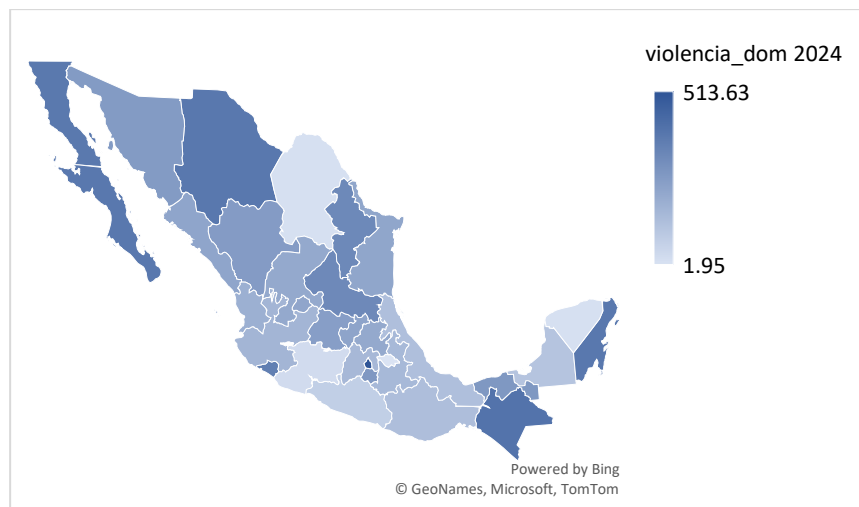 violencia_dom 2024
513.63
1.95
Powered by Bing
© GeoNames, Microsoft, TomTom